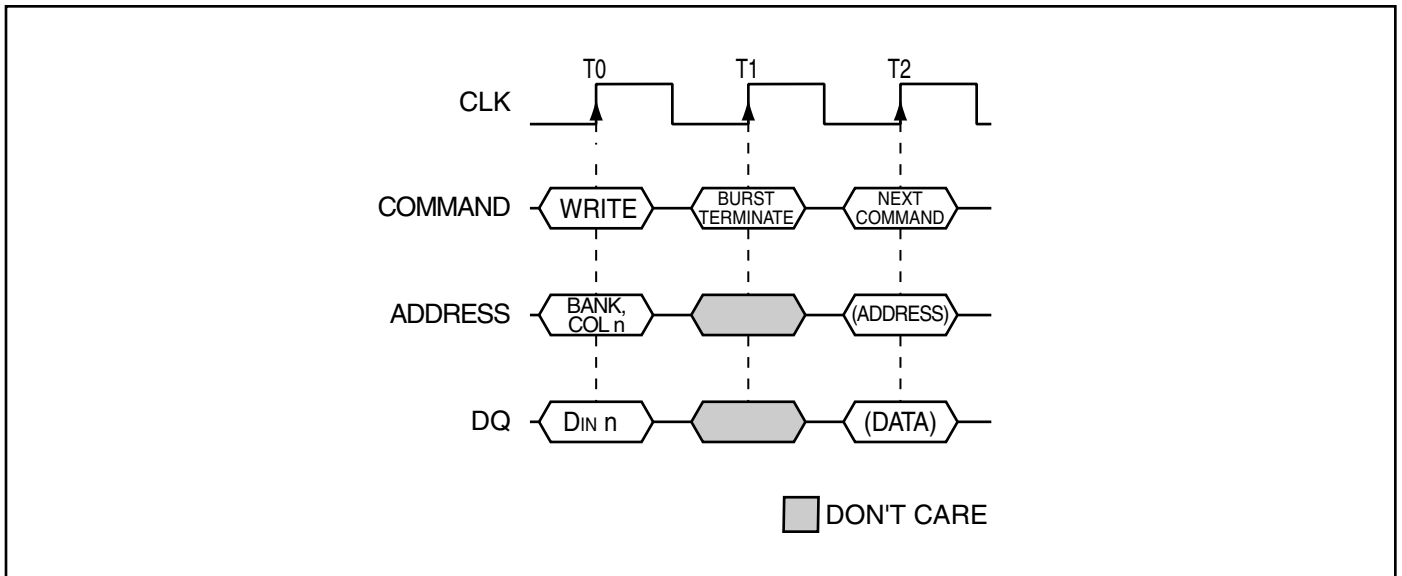 T0 T1 T2
CLK
COMMAND WRITE BURST TERMINATE NEXT COMMAND
ADDRESS BANK, COL n (ADDRESS)
DQ DIN n (DATA)
DON'T CARE